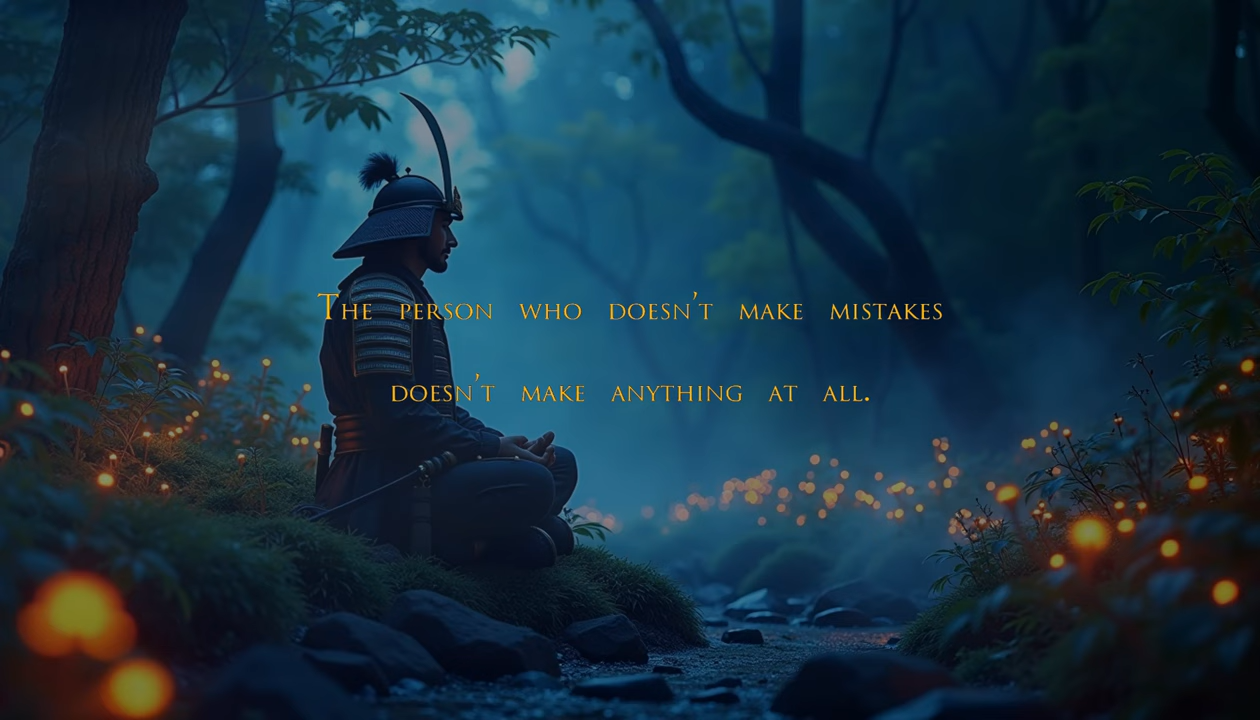 The person who doesn't make mistakes
doesn't make anything at all.